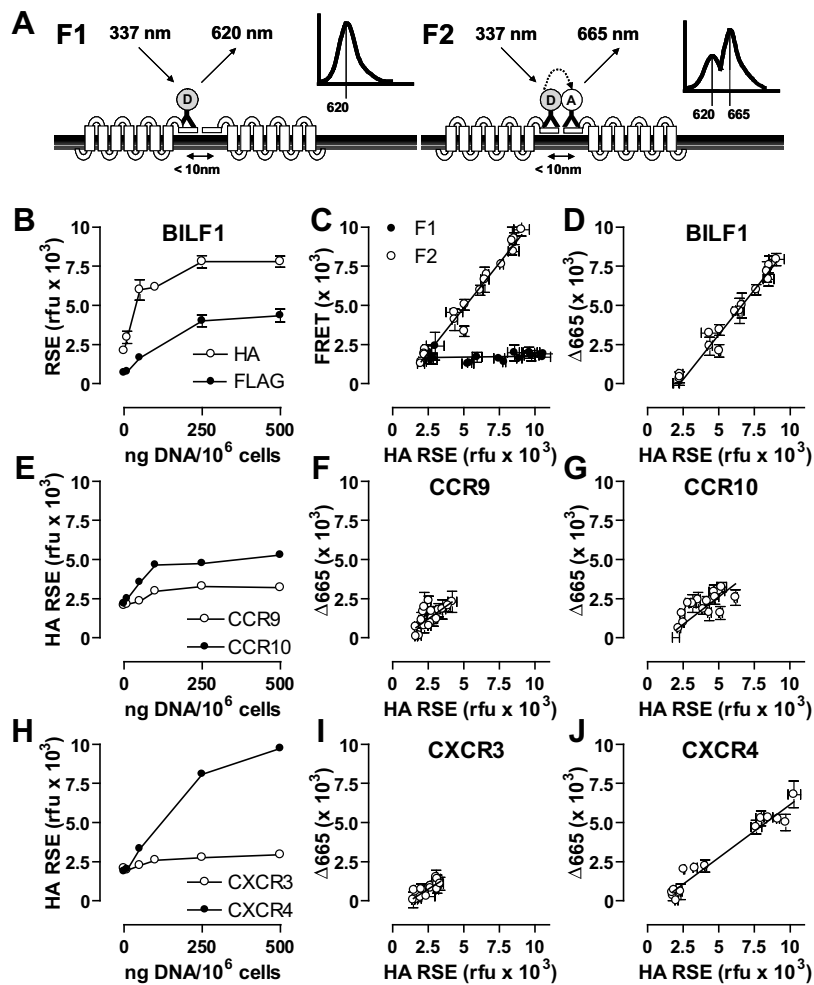 A
F1
337 nm
620 nm
D
< 10nm
620
F2
337 nm
665 nm
D
A
< 10nm
620
665
B
BILF1
RSE (rfu x 10³)
10
7.5
5.0
2.5
0
HA
FLAG
0
250
500
ng DNA/10⁶ cells
C
F1
F2
FRET (x 10³)
10
7.5
5.0
2.5
0
0
2.5
5
7.5
10
HA RSE (rfu x 10³)
D
BILF1
Δ665 (x 10³)
10
7.5
5.0
2.5
0
0
2.5
5
7.5
10
HA RSE (rfu x 10³)
E
HA RSE (rfu x 10³)
10
7.5
5.0
2.5
0
CCR9
CCR10
0
250
500
ng DNA/10⁶ cells
F
CCR9
Δ665 (x 10³)
10
7.5
5.0
2.5
0
0
2.5
5
7.5
10
HA RSE (rfu x 10³)
G
CCR10
Δ665 (x 10³)
10
7.5
5.0
2.5
0
0
2.5
5
7.5
10
HA RSE (rfu x 10³)
H
HA RSE (rfu x 10³)
10
7.5
5.0
2.5
0
CXCR3
CXCR4
0
250
500
ng DNA/10⁶ cells
I
CXCR3
Δ665 (x 10³)
10
7.5
5.0
2.5
0
0
2.5
5
7.5
10
HA RSE (rfu x 10³)
J
CXCR4
Δ665 (x 10³)
10
7.5
5.0
2.5
0
0
2.5
5
7.5
10
HA RSE (rfu x 10³)